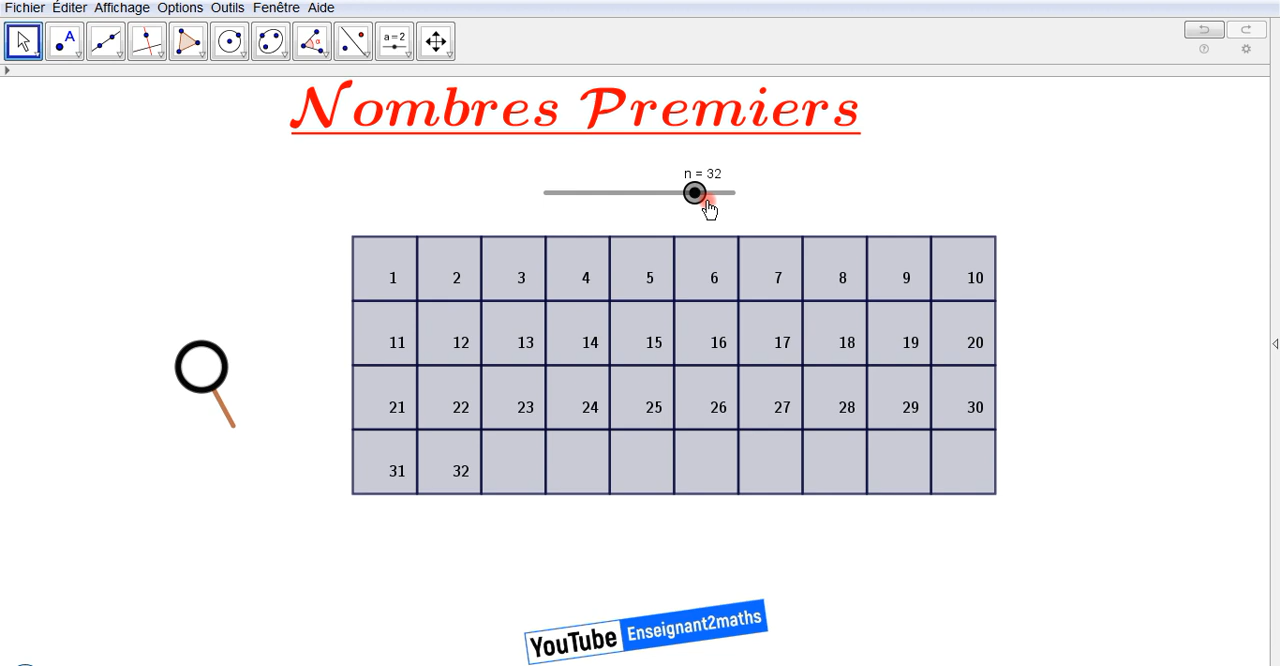 Fichier Éditer Affichage Options Outils Fenêtre Aide
A a=2
Nombres Premiers
n = 32
1 2 3 4 5 6 7 8 9 10
11 12 13 14 15 16 17 18 19 20
21 22 23 24 25 26 27 28 29 30
31 32
YouTube Enseignant2maths